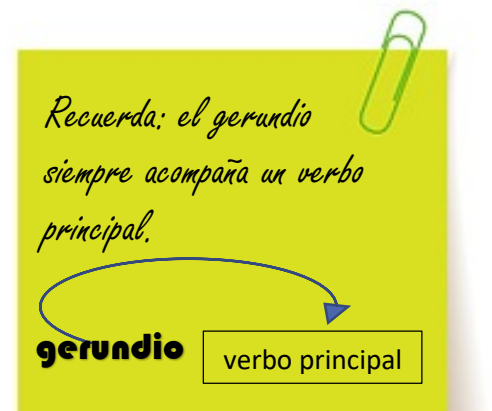 Recuerda: el gerundio
siempre acompaña un verbo
principal.
gerundio
verbo principal